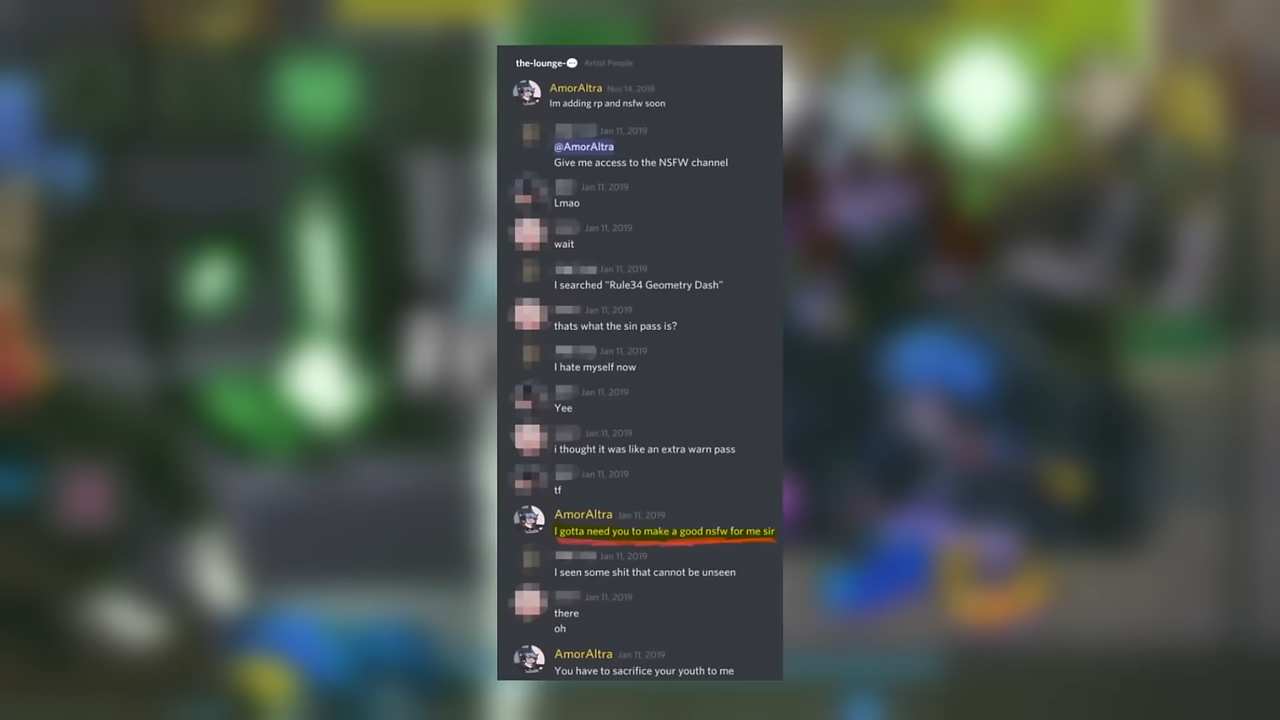 the-lounge- Artist People
AmorAltra Nov 14, 2018
Im adding rp and nsfw soon
Jan 11, 2019
@AmorAltra
Give me access to the NSFW channel
Jan 11, 2019
Lmao
Jan 11, 2019
wait
Jan 11, 2019
I searched "Rule34 Geometry Dash"
Jan 11, 2019
thats what the sin pass is?
Jan 11, 2019
I hate myself now
Jan 11, 2019
Yee
Jan 11, 2019
i thought it was like an extra warn pass
Jan 11, 2019
tf
AmorAltra Jan 11, 2019
I gotta need you to make a good nsfw for me sir
Jan 11, 2019
I seen some shit that cannot be unseen
Jan 11, 2019
there
oh
AmorAltra Jan 11, 2019
You have to sacrifice your youth to me